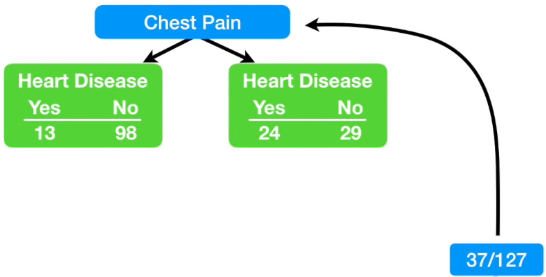 Chest Pain
Heart Disease
Yes No
13 98
Heart Disease
Yes No
24 29
37/127